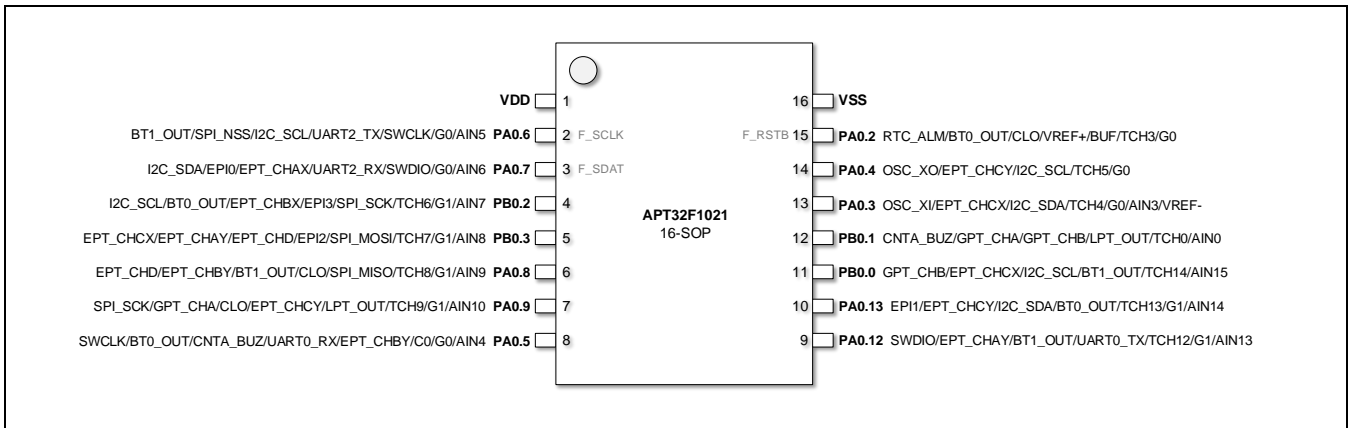 VDD 1 16 VSS
BT1_OUT/SPI_NSS/I2C_SCL/UART2_TX/SWCLK/G0/AIN5 PA0.6 2 F_SCLK F_RSTB 15 PA0.2 RTC_ALM/BT0_OUT/CLO/VREF+/BUF/TCH3/G0
I2C_SDA/EPI0/EPT_CHAX/UART2_RX/SWDIO/G0/AIN6 PA0.7 3 F_SDAT 14 PA0.4 OSC_XO/EPT_CHCY/I2C_SCL/TCH5/G0
I2C_SCL/BT0_OUT/EPT_CHBX/EPI3/SPI_SCK/TCH6/G1/AIN7 PB0.2 4 13 PA0.3 OSC_XI/EPT_CHCX/I2C_SDA/TCH4/G0/AIN3/VREF-
APT32F1021
16-SOP
EPT_CHCX/EPT_CHAY/EPT_CHD/EPI2/SPI_MOSI/TCH7/G1/AIN8 PB0.3 5 12 PB0.1 CNTA_BUZ/GPT_CHA/GPT_CHB/LPT_OUT/TCH0/AIN0
EPT_CHD/EPT_CHBY/BT1_OUT/CLO/SPI_MISO/TCH8/G1/AIN9 PA0.8 6 11 PB0.0 GPT_CHB/EPT_CHCX/I2C_SCL/BT1_OUT/TCH14/AIN15
SPI_SCK/GPT_CHA/CLO/EPT_CHCY/LPT_OUT/TCH9/G1/AIN10 PA0.9 7 10 PA0.13 EPI1/EPT_CHCY/I2C_SDA/BT0_OUT/TCH13/G1/AIN14
SWCLK/BT0_OUT/CNTA_BUZ/UART0_RX/EPT_CHBY/C0/G0/AIN4 PA0.5 8 9 PA0.12 SWDIO/EPT_CHAY/BT1_OUT/UART0_TX/TCH12/G1/AIN13